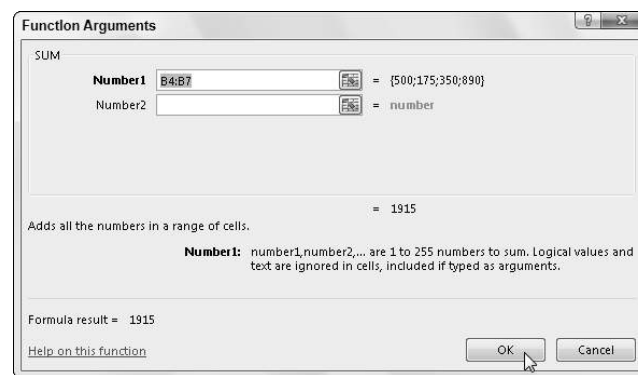 Function Arguments
SUM
Number1 B4:B7 = {500;175;350;890}
Number2 = number
= 1915
Adds all the numbers in a range of cells.
Number1: number1,number2,... are 1 to 255 numbers to sum. Logical values and
text are ignored in cells, included if typed as arguments.
Formula result = 1915
Help on this function OK Cancel